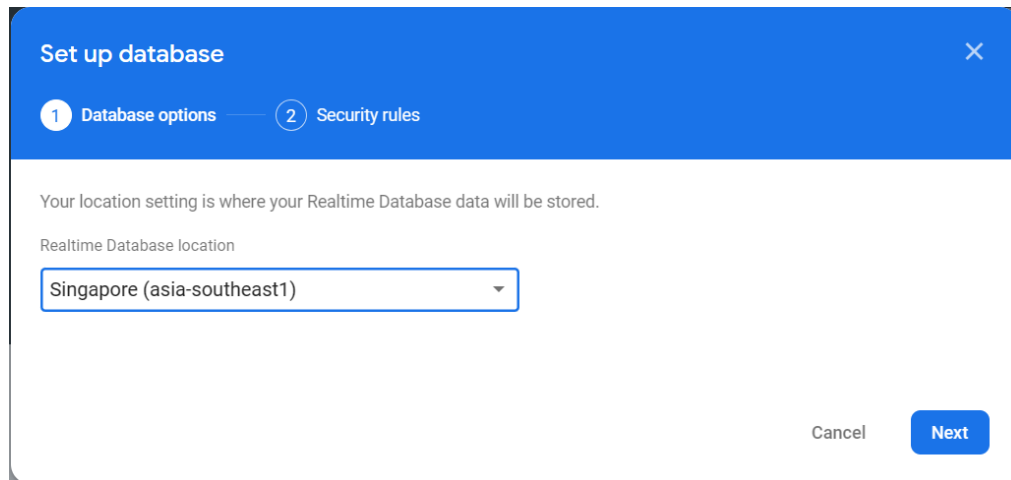 Set up database
1 Database options 2 Security rules
Your location setting is where your Realtime Database data will be stored.
Realtime Database location
Singapore (asia-southeast1)
Cancel Next